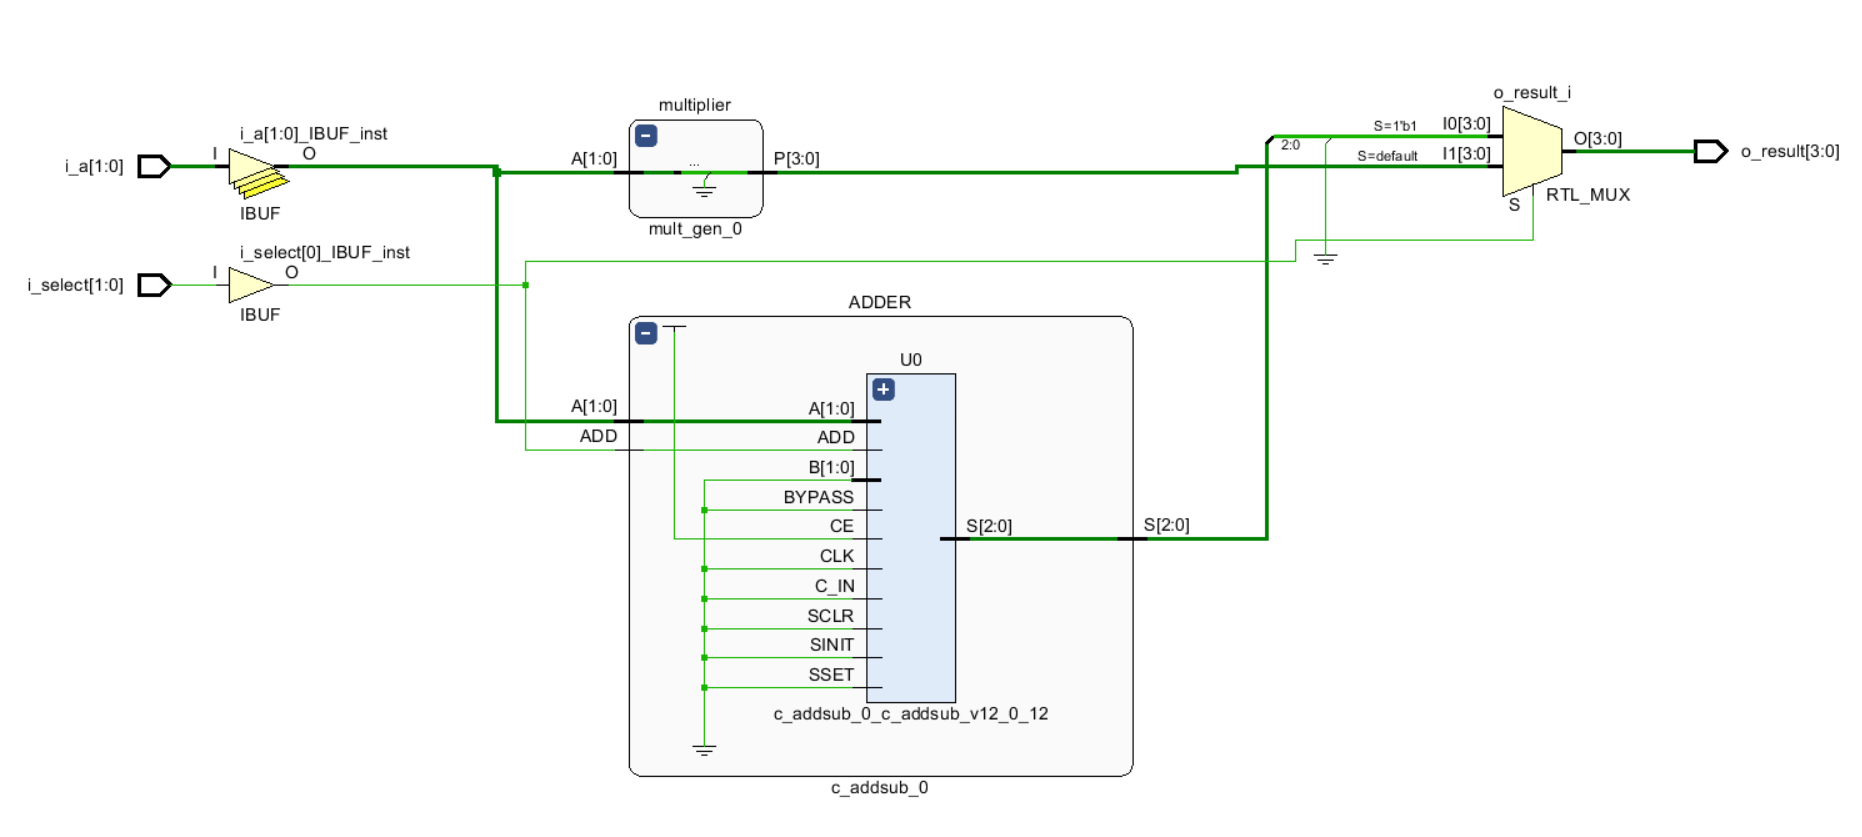 multiplier
o_result_i
i_a[1:0]_IBUF_inst
I
O
i_a[1:0]
IBUF
A[1:0]
...
P[3:0]
mult_gen_0
2:0
S=1'b1
I0[3:0]
S=default
I1[3:0]
O[3:0]
o_result[3:0]
S
RTL_MUX
i_select[0]_IBUF_inst
I
O
i_select[1:0]
IBUF
ADDER
U0
A[1:0]
A[1:0]
ADD
ADD
B[1:0]
BYPASS
CE
S[2:0]
S[2:0]
CLK
C_IN
SCLR
SINIT
SSET
c_addsub_0_c_addsub_v12_0_12
c_addsub_0